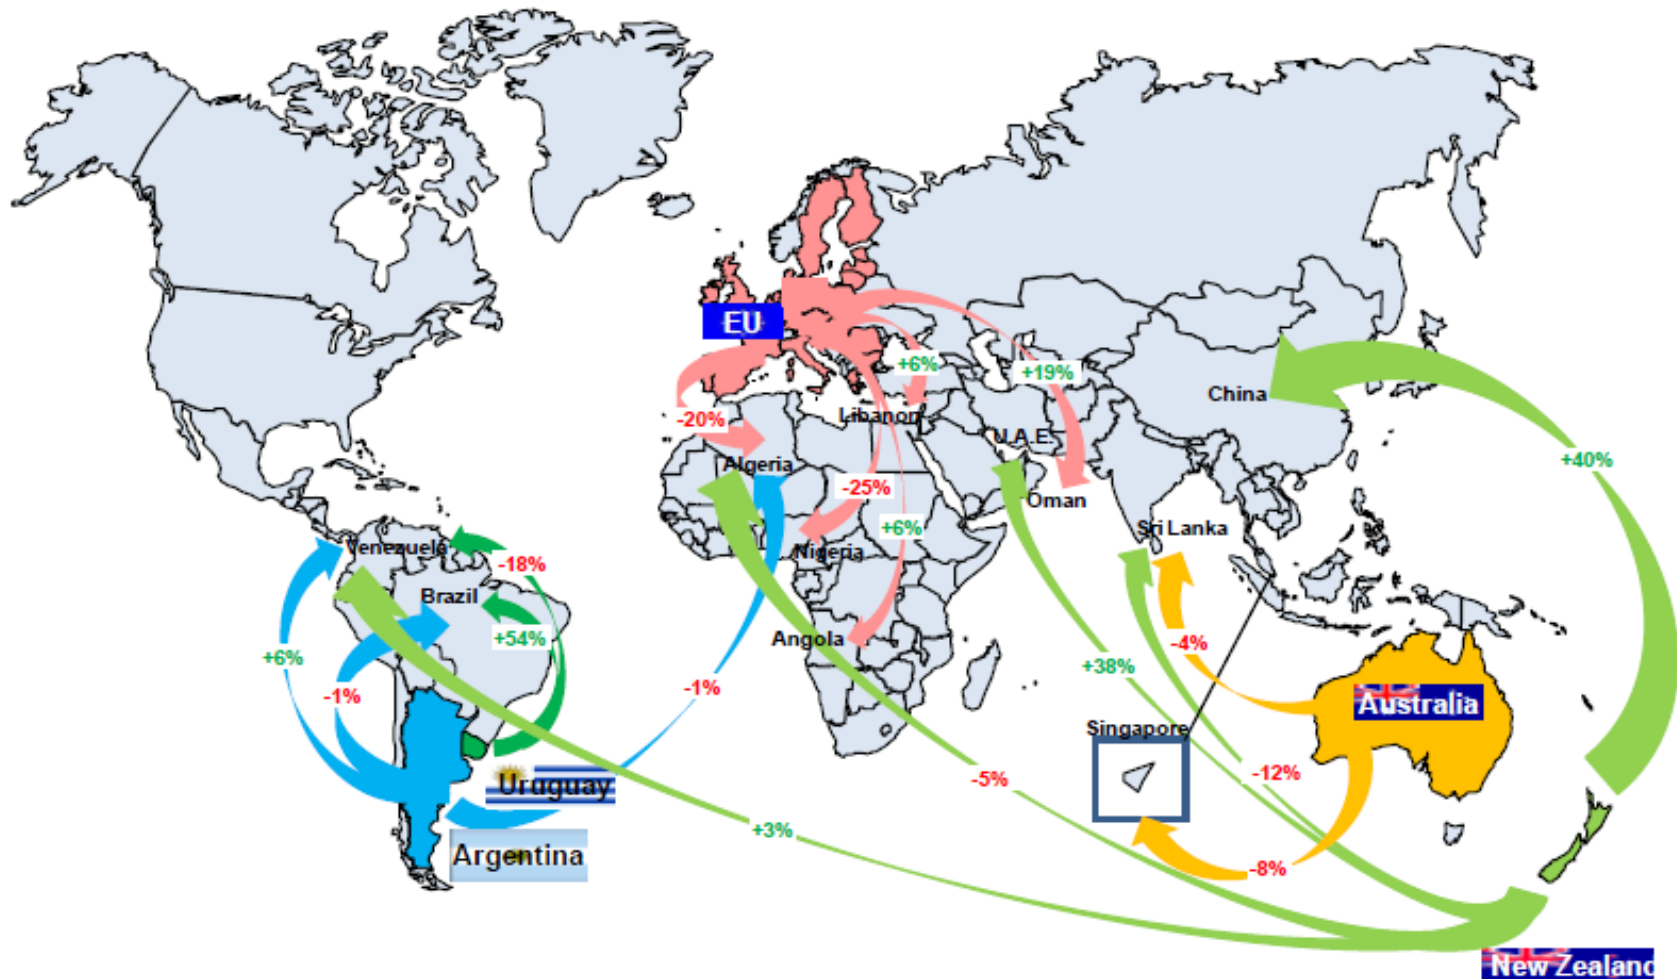 EU
+6%
+19%
China
-20%
Libanon
U.A.E.
+40%
Algeria
-25%
Oman
+6%
Sri Lanka
Venezuela
Nigeria
-18%
Brazil
+54%
Angola
-4%
+6%
+38%
-1%
-1%
Australia
Singapore
-12%
-5%
Uruguay
+3%
Argentina
-8%
New Zealand